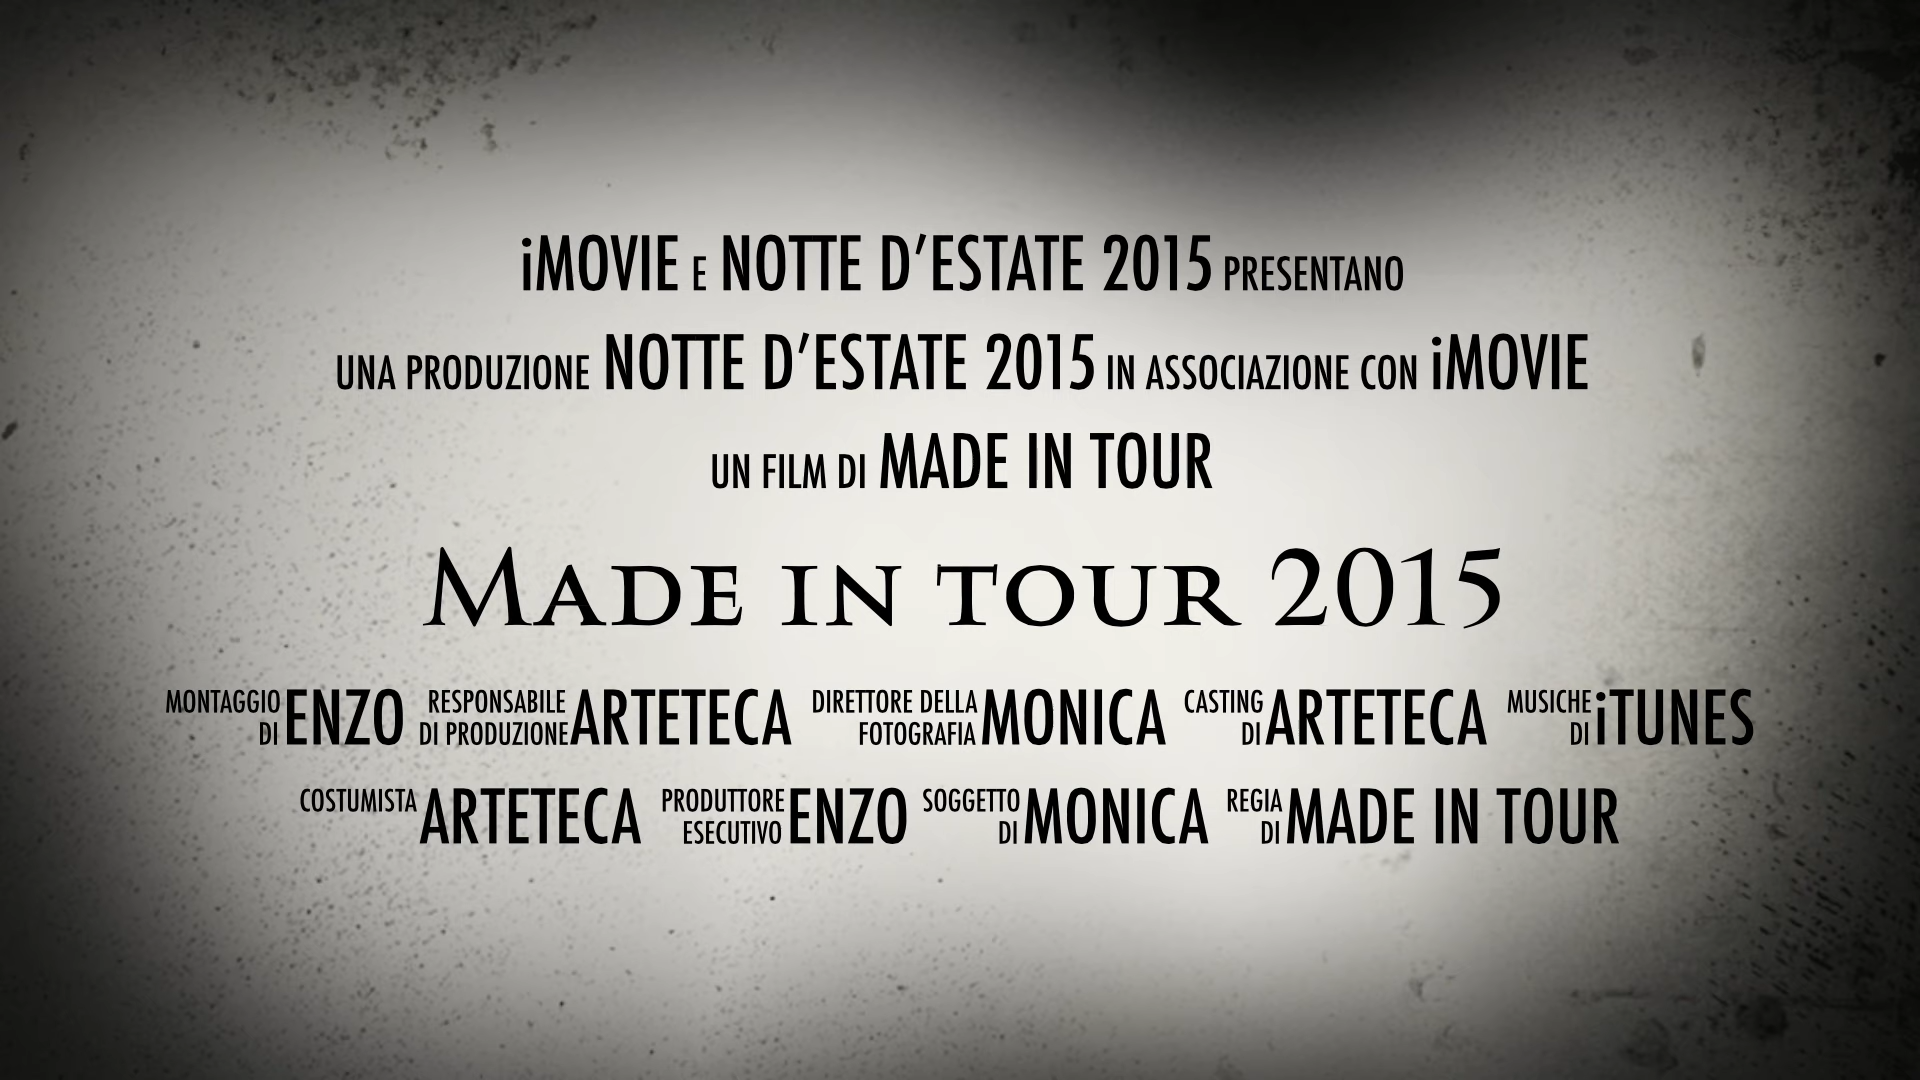 iMOVIE E NOTTE D'ESTATE 2015 PRESENTANO
UNA PRODUZIONE NOTTE D'ESTATE 2015 IN ASSOCIAZIONE CON iMOVIE
UN FILM DI MADE IN TOUR
MADE IN TOUR 2015
MONTAGGIO DI ENZO RESPONSABILE DI PRODUZIONE ARTETECA DIRETTORE DELLA FOTOGRAFIA MONICA CASTING DI ARTETECA MUSICHE DI iTUNES
COSTUMISTA ARTETECA PRODUTTORE ESECUTIVO ENZO SOGGETTO DI MONICA REGIA DI MADE IN TOUR